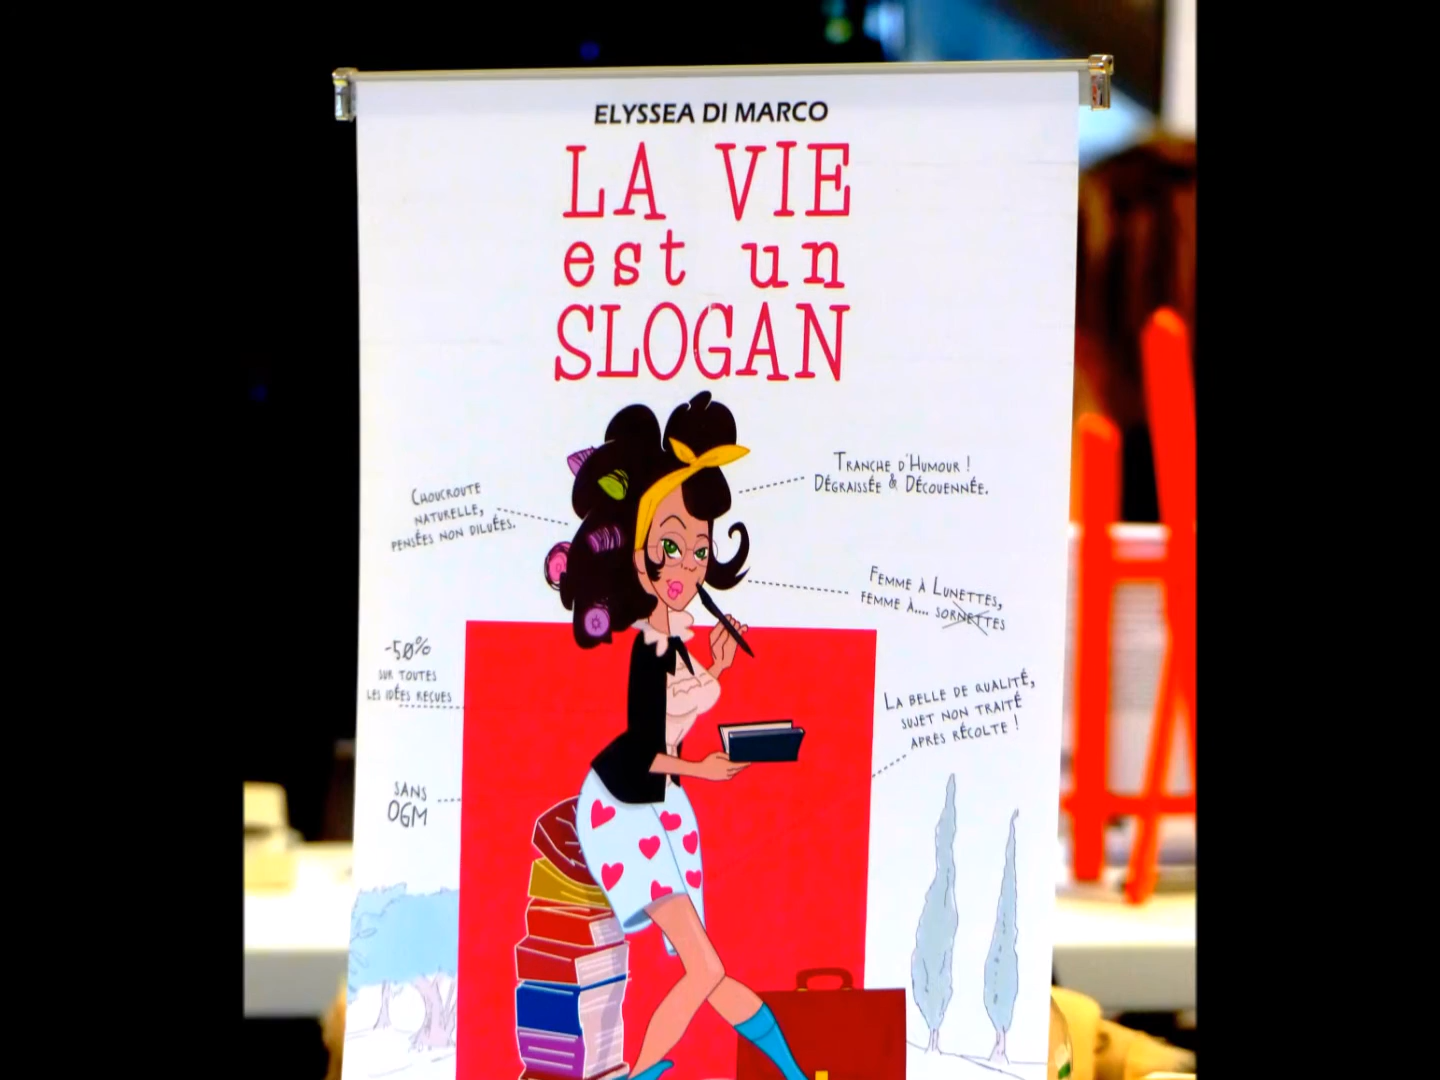 ELYSSEA DI MARCO
LA VIE
est un
SLOGAN
TRANCHE D'HUMOUR !
DÉGRAISSÉE & DÉCOUENNÉE.
CHOUCROUTE
NATURELLE,
PENSÉES NON DILUÉES.
FEMME À LUNETTES,
FEMME À.... SORNETTES
-50%
SUR TOUTES
LES IDÉES REÇUES
LA BELLE DE QUALITÉ,
SUJET NON TRAITÉ
APRÈS RÉCOLTE !
SANS
OGM